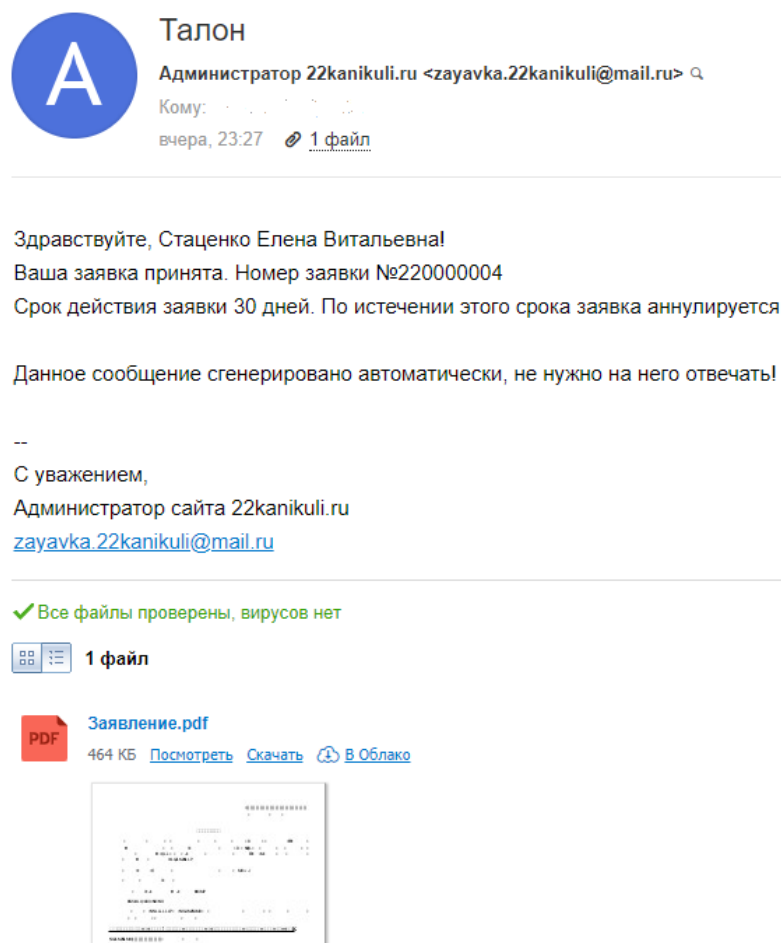 A
Талон
Администратор 22kanikuli.ru <zayavka.22kanikuli@mail.ru>
Кому:
вчера, 23:27 1 файл
Здравствуйте, Стаценко Елена Витальевна!
Ваша заявка принята. Номер заявки №220000004
Срок действия заявки 30 дней. По истечении этого срока заявка аннулируется
Данное сообщение сгенерировано автоматически, не нужно на него отвечать!
--
С уважением,
Администратор сайта 22kanikuli.ru
zayavka.22kanikuli@mail.ru
Все файлы проверены, вирусов нет
1 файл
PDF Заявление.pdf
464 КБ Посмотреть Скачать В Облако